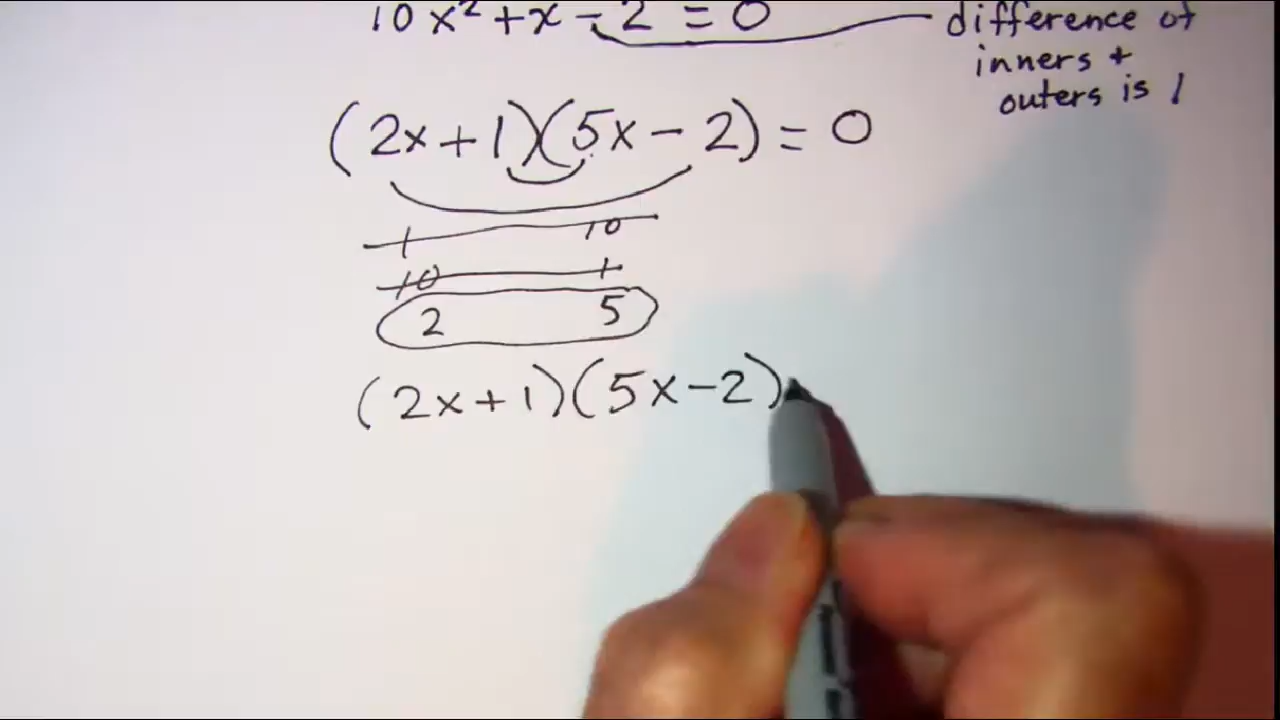 10x² + x - 2 = 0
difference of
inners +
outers is 1
(2x + 1)(5x - 2) = 0
1 10
10 1
2 5
(2x + 1)(5x - 2)